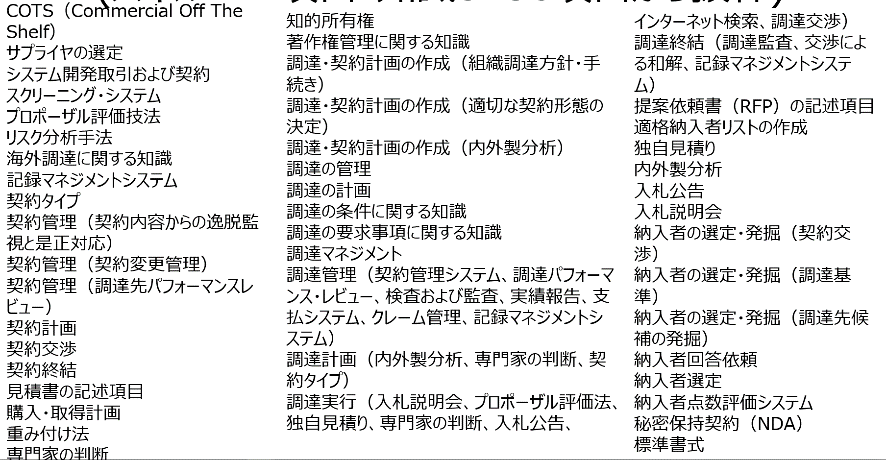 COTS（Commercial Off The
Shelf）
サプライヤの選定
システム開発取引および契約
スクリーニング・システム
プロポーザル評価技法
リスク分析手法
海外調達に関する知識
記録マネジメントシステム
契約タイプ
契約管理（契約内容からの逸脱監
視と是正対応）
契約管理（契約変更管理）
契約管理（調達先パフォーマンスレ
ビュー）
契約計画
契約交渉
契約終結
見積書の記述項目
購入・取得計画
重み付け法
専門家の判断
知的所有権
著作権管理に関する知識
調達・契約計画の作成（組織調達方針・手
続き）
調達・契約計画の作成（適切な契約形態の
決定）
調達・契約計画の作成（内外製分析）
調達の管理
調達の計画
調達の条件に関する知識
調達の要求事項に関する知識
調達マネジメント
調達管理（契約管理システム、調達パフォーマ
ンス・レビュー、検査および監査、実績報告、支
払システム、クレーム管理、記録マネジメントシ
ステム）
調達計画（内外製分析、専門家の判断、契
約タイプ）
調達実行（入札説明会、プロポーザル評価法、
独自見積り、専門家の判断、入札公告、
インターネット検索、調達交渉）
調達終結（調達監査、交渉によ
る和解、記録マネジメントシステ
ム）
提案依頼書（RFP）の記述項目
適格納入者リストの作成
独自見積り
内外製分析
入札公告
入札説明会
納入者の選定・発掘（契約交
渉）
納入者の選定・発掘（調達基
準）
納入者の選定・発掘（調達先候
補の発掘）
納入者回答依頼
納入者選定
納入者点数評価システム
秘密保持契約（NDA）
標準書式